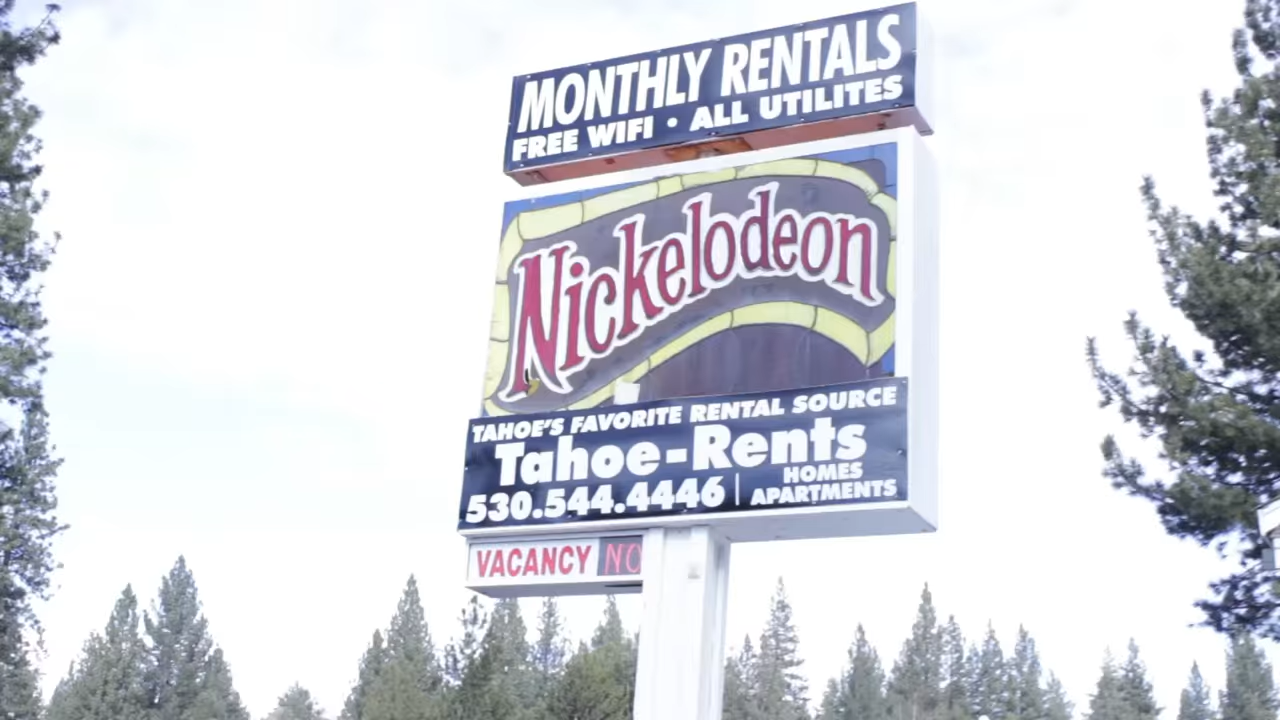 MONTHLY RENTALS
FREE WIFI • ALL UTILITES
Nickelodeon
TAHOE'S FAVORITE RENTAL SOURCE
Tahoe-Rents
530.544.4446 | HOMES
APARTMENTS
VACANCY NO